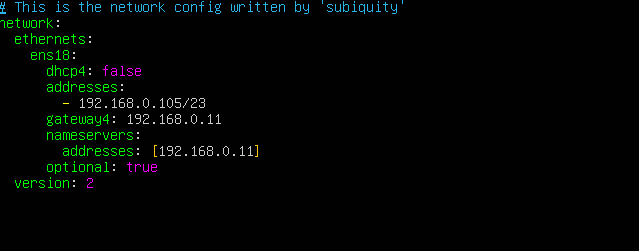 # This is the network config written by 'subiquity'
network:
  ethernets:
    ens18:
      dhcp4: false
      addresses:
        - 192.168.0.105/23
      gateway4: 192.168.0.11
      nameservers:
        addresses: [192.168.0.11]
      optional: true
  version: 2